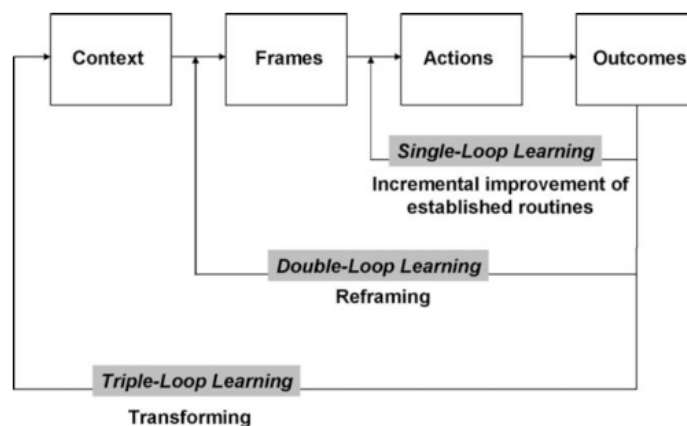 Context
Frames
Actions
Outcomes
Single-Loop Learning
Incremental improvement of
established routines
Double-Loop Learning
Reframing
Triple-Loop Learning
Transforming